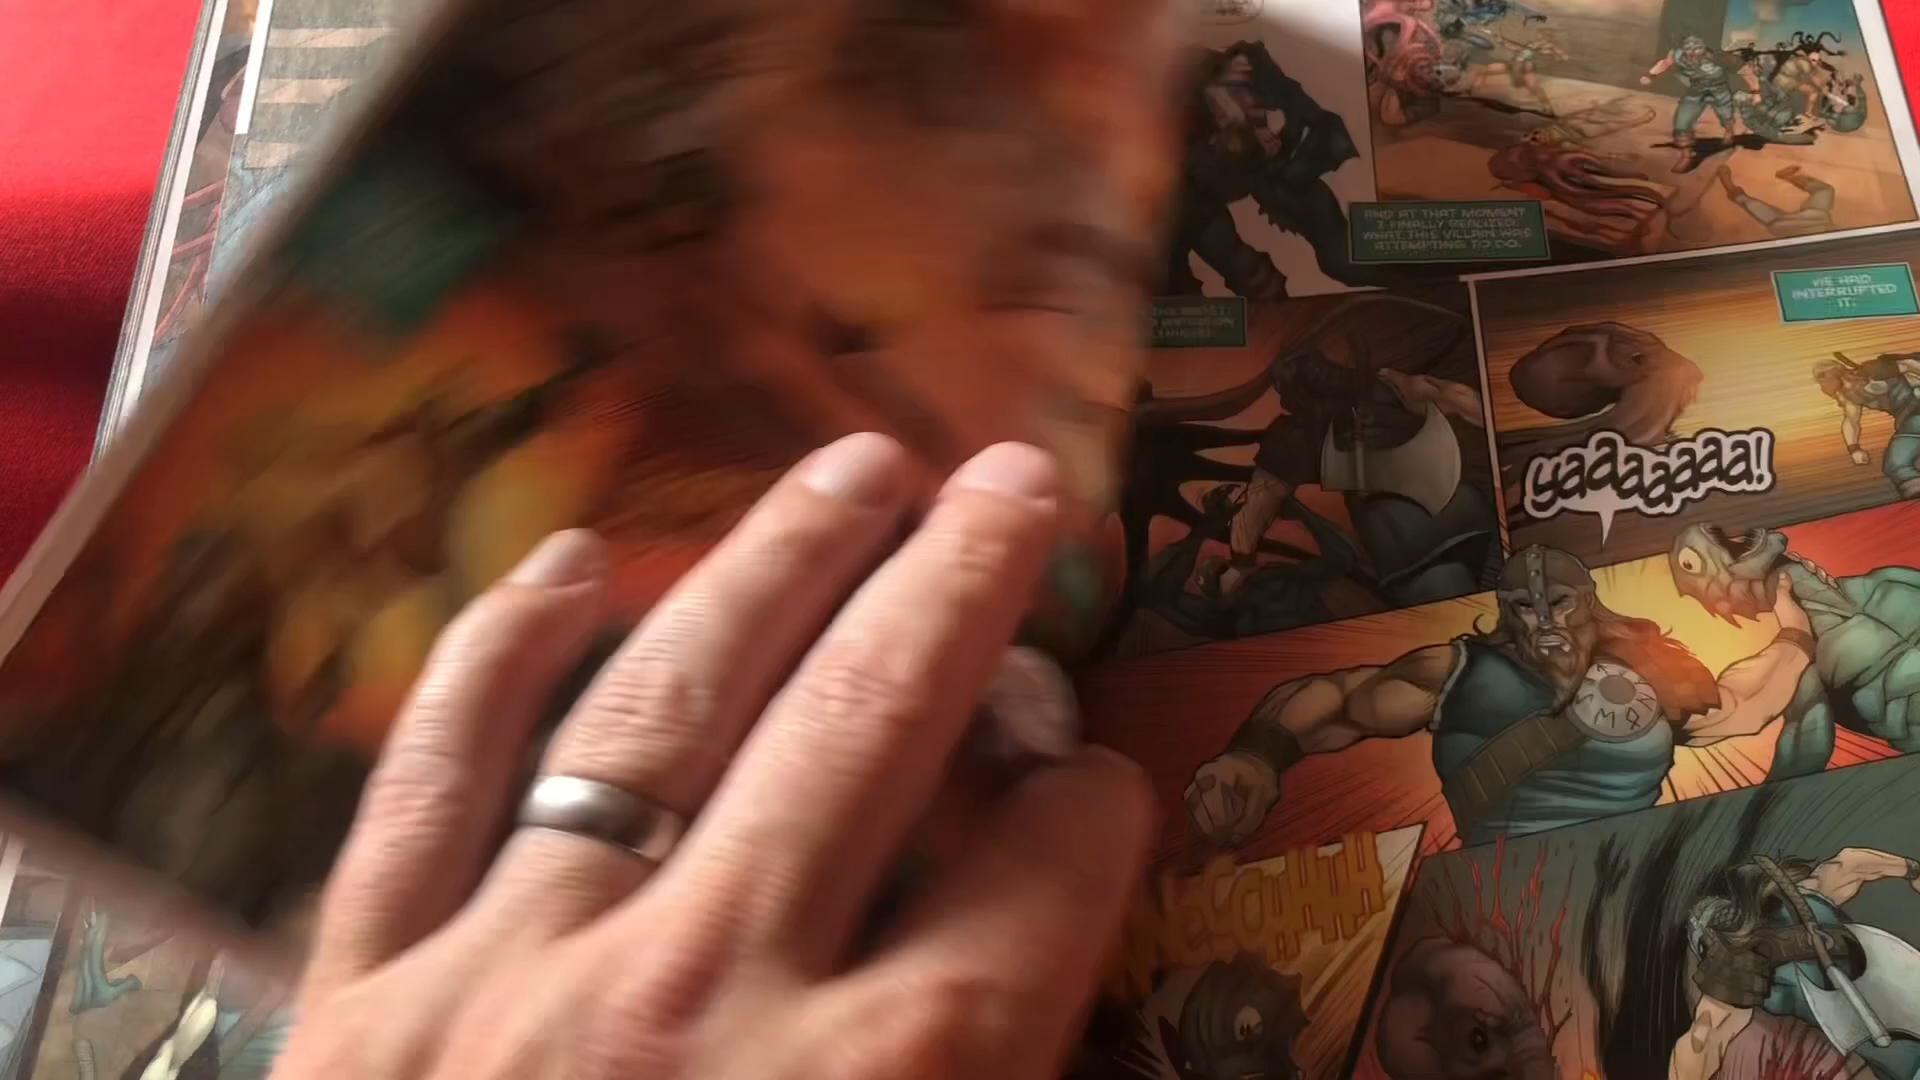 AND AT THAT MOMENT
I FINALLY REALIZED
WHAT THIS VILLAIN WAS
ATTEMPTING TO DO.
WE HAD
INTERRUPTED
IT.
yaaaaaaa!